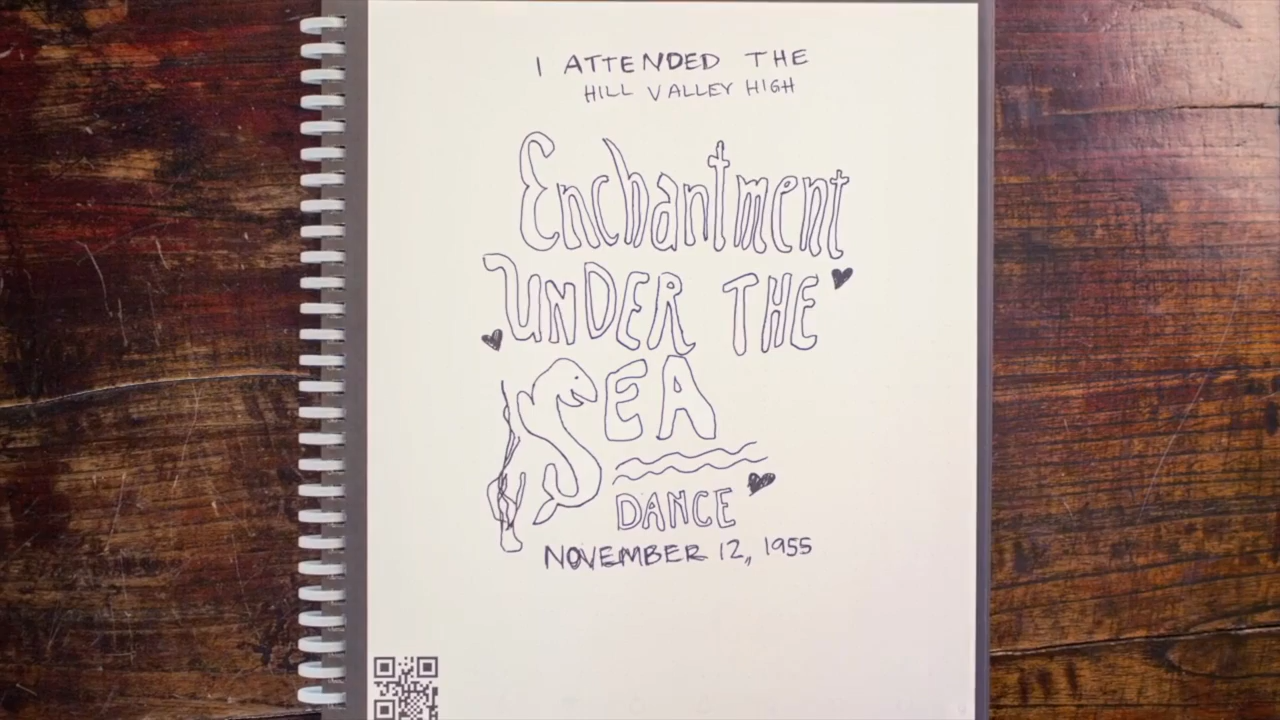 I ATTENDED THE
HILL VALLEY HIGH
Enchantment
UNDER THE
SEA
DANCE
NOVEMBER 12, 1955